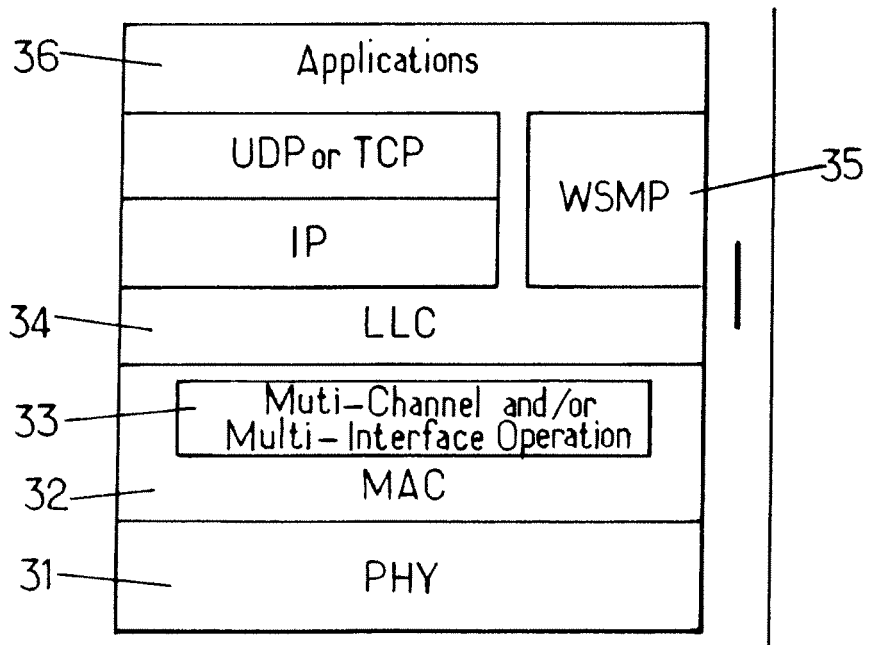 36 Applications
UDP or TCP
WSMP 35
IP
34 LLC
33 Muti-Channel and/or
Multi-Interface Operation
32 MAC
31 PHY